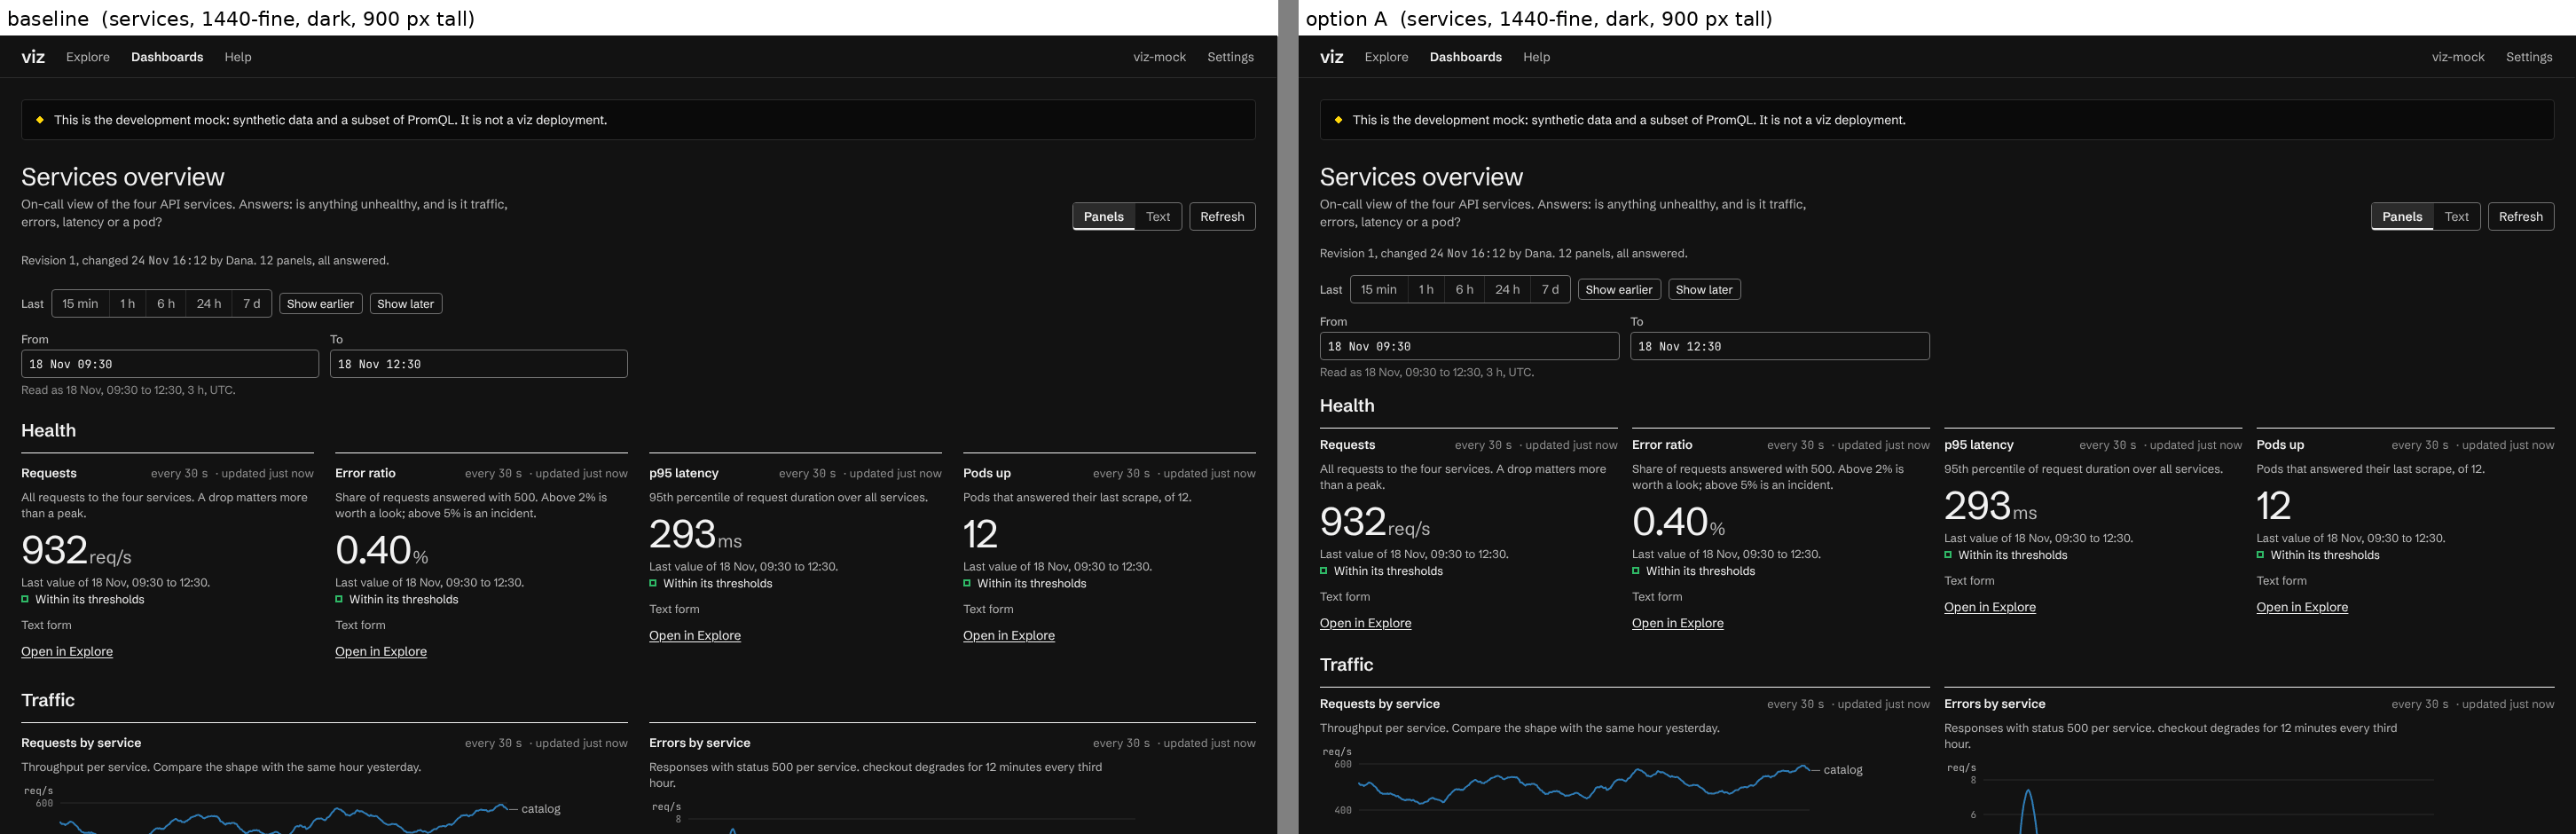 baseline  (services, 1440-fine, dark, 900 px tall)
viz Explore Dashboards Help viz-mock Settings
This is the development mock: synthetic data and a subset of PromQL. It is not a viz deployment.
Services overview
On-call view of the four API services. Answers: is anything unhealthy, and is it traffic,
errors, latency or a pod?
Panels Text Refresh
Revision 1, changed 24 Nov 16:12 by Dana. 12 panels, all answered.
Last 15 min 1 h 6 h 24 h 7 d Show earlier Show later
From To
18 Nov 09:30 18 Nov 12:30
Read as 18 Nov, 09:30 to 12:30, 3 h, UTC.
Health
Requests every 30 s · updated just now
All requests to the four services. A drop matters more
than a peak.
932 req/s
Last value of 18 Nov, 09:30 to 12:30.
Within its thresholds
Text form
Open in Explore
Error ratio every 30 s · updated just now
Share of requests answered with 500. Above 2% is
worth a look; above 5% is an incident.
0.40 %
Last value of 18 Nov, 09:30 to 12:30.
Within its thresholds
Text form
Open in Explore
p95 latency every 30 s · updated just now
95th percentile of request duration over all services.
293 ms
Last value of 18 Nov, 09:30 to 12:30.
Within its thresholds
Text form
Open in Explore
Pods up every 30 s · updated just now
Pods that answered their last scrape, of 12.
12
Last value of 18 Nov, 09:30 to 12:30.
Within its thresholds
Text form
Open in Explore
Traffic
Requests by service every 30 s · updated just now
Throughput per service. Compare the shape with the same hour yesterday.
req/s
600
catalog
Errors by service every 30 s · updated just now
Responses with status 500 per service. checkout degrades for 12 minutes every third
hour.
req/s
8
option A  (services, 1440-fine, dark, 900 px tall)
viz Explore Dashboards Help viz-mock Settings
This is the development mock: synthetic data and a subset of PromQL. It is not a viz deployment.
Services overview
On-call view of the four API services. Answers: is anything unhealthy, and is it traffic,
errors, latency or a pod?
Panels Text Refresh
Revision 1, changed 24 Nov 16:12 by Dana. 12 panels, all answered.
Last 15 min 1 h 6 h 24 h 7 d Show earlier Show later
From To
18 Nov 09:30 18 Nov 12:30
Read as 18 Nov, 09:30 to 12:30, 3 h, UTC.
Health
Requests every 30 s · updated just now
All requests to the four services. A drop matters more
than a peak.
932 req/s
Last value of 18 Nov, 09:30 to 12:30.
Within its thresholds
Text form
Open in Explore
Error ratio every 30 s · updated just now
Share of requests answered with 500. Above 2% is
worth a look; above 5% is an incident.
0.40 %
Last value of 18 Nov, 09:30 to 12:30.
Within its thresholds
Text form
Open in Explore
p95 latency every 30 s · updated just now
95th percentile of request duration over all services.
293 ms
Last value of 18 Nov, 09:30 to 12:30.
Within its thresholds
Text form
Open in Explore
Pods up every 30 s · updated just now
Pods that answered their last scrape, of 12.
12
Last value of 18 Nov, 09:30 to 12:30.
Within its thresholds
Text form
Open in Explore
Traffic
Requests by service every 30 s · updated just now
Throughput per service. Compare the shape with the same hour yesterday.
req/s
600
catalog
400
Errors by service every 30 s · updated just now
Responses with status 500 per service. checkout degrades for 12 minutes every third
hour.
req/s
8
6